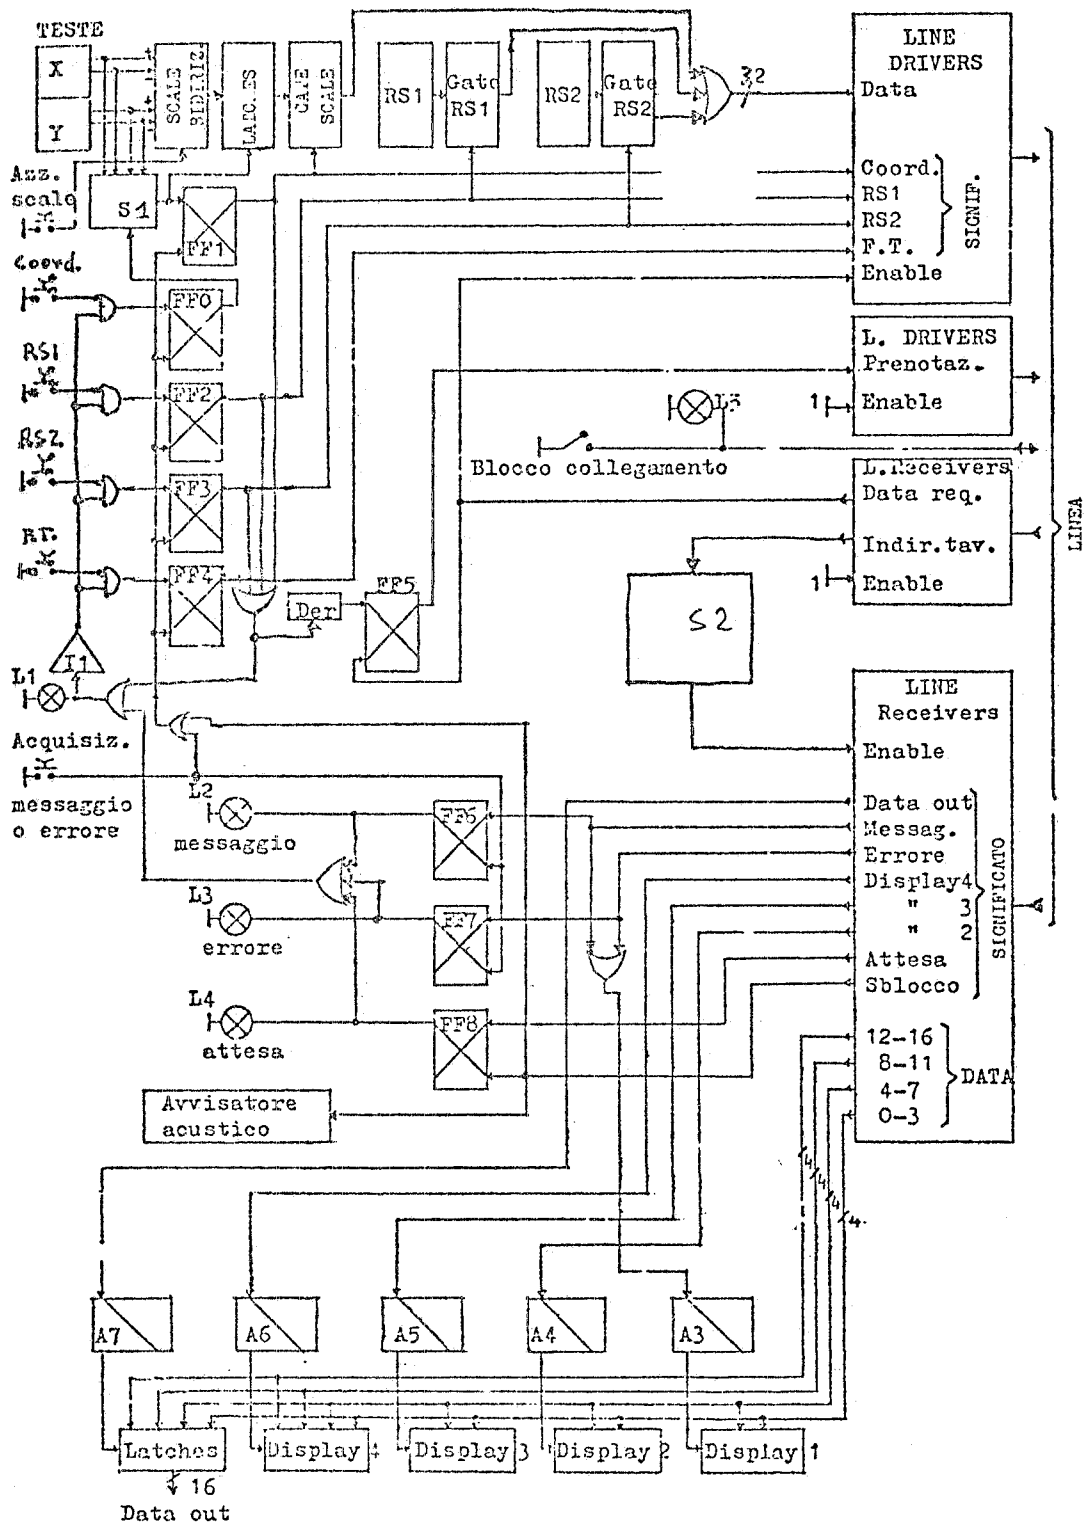 TESTE
X
Y
SCALE
BIDIRIZ.
LATCHES
GATE
SCALE
RS1
Gate
RS1
RS2
Gate
RS2
32
LINE
DRIVERS
Data
Coord.
RS1
RS2
F.T.
SIGNIF.
Enable
Azz.
scale
S1
FF1
Coord.
FF0
RS1
FF2
RS2
FF3
RT.
FF4
FF5
Der
I1
L1
L. DRIVERS
Prenotaz.
1
Enable
L5
Blocco collegamento
L.Receivers
Data req.
Indir.tav.
1
Enable
LINEA
S2
LINE
Receivers
Enable
Data out
Messag.
Errore
Display4
" 3
" 2
Attesa
Sblocco
SIGNIFICATO
12-16
8-11
4-7
0-3
DATA
Acquisiz.
messaggio
o errore
L2
messaggio
FF6
L3
errore
FF7
L4
attesa
FF8
Avvisatore
acustico
4
4
4
4.
A7
A6
A5
A4
A3
Latches
Display 4
Display 3
Display 2
Display 1
16
Data out